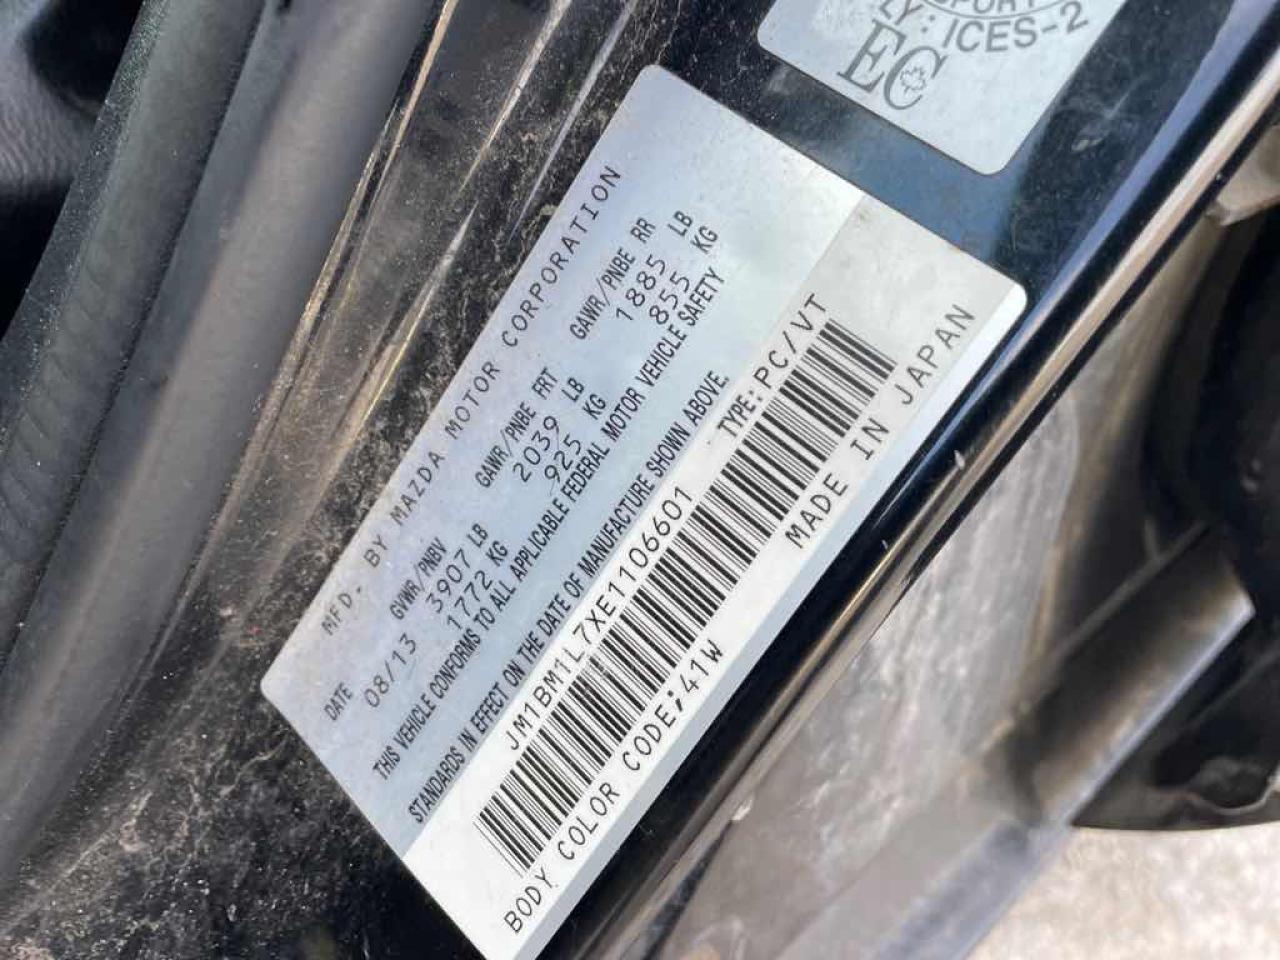 SPORT
LY: ICES-2
EC
MFD. BY MAZDA MOTOR CORPORATION
DATE GVWR/PNBV GAWR/PNBE FRT GAWR/PNBE RR
08/13 3907 LB 2039 LB 1885 LB
1772 KG 925 KG 855 KG
THIS VEHICLE CONFORMS TO ALL APPLICABLE FEDERAL MOTOR VEHICLE SAFETY
STANDARDS IN EFFECT ON THE DATE OF MANUFACTURE SHOWN ABOVE.
JM1BM1L7XE1106601 TYPE: PC/VT
BODY COLOR CODE;41W MADE IN JAPAN